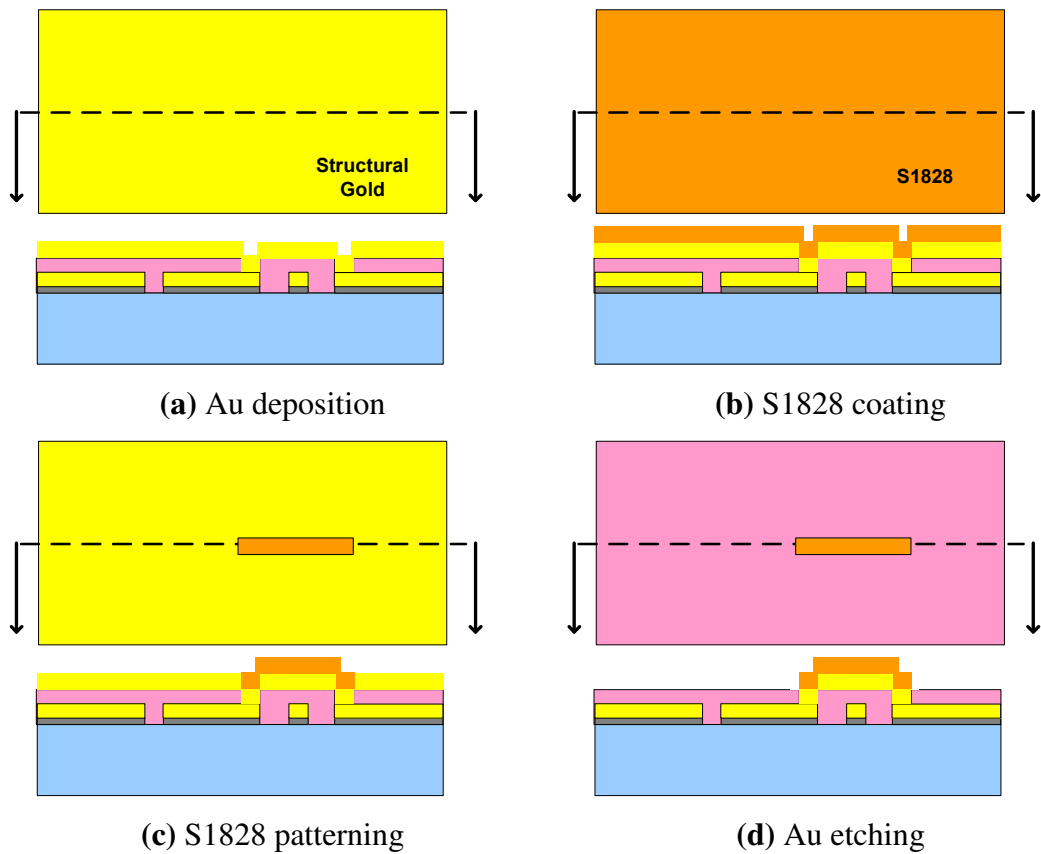 Structural
Gold
S1828
(a) Au deposition
(b) S1828 coating
(c) S1828 patterning
(d) Au etching